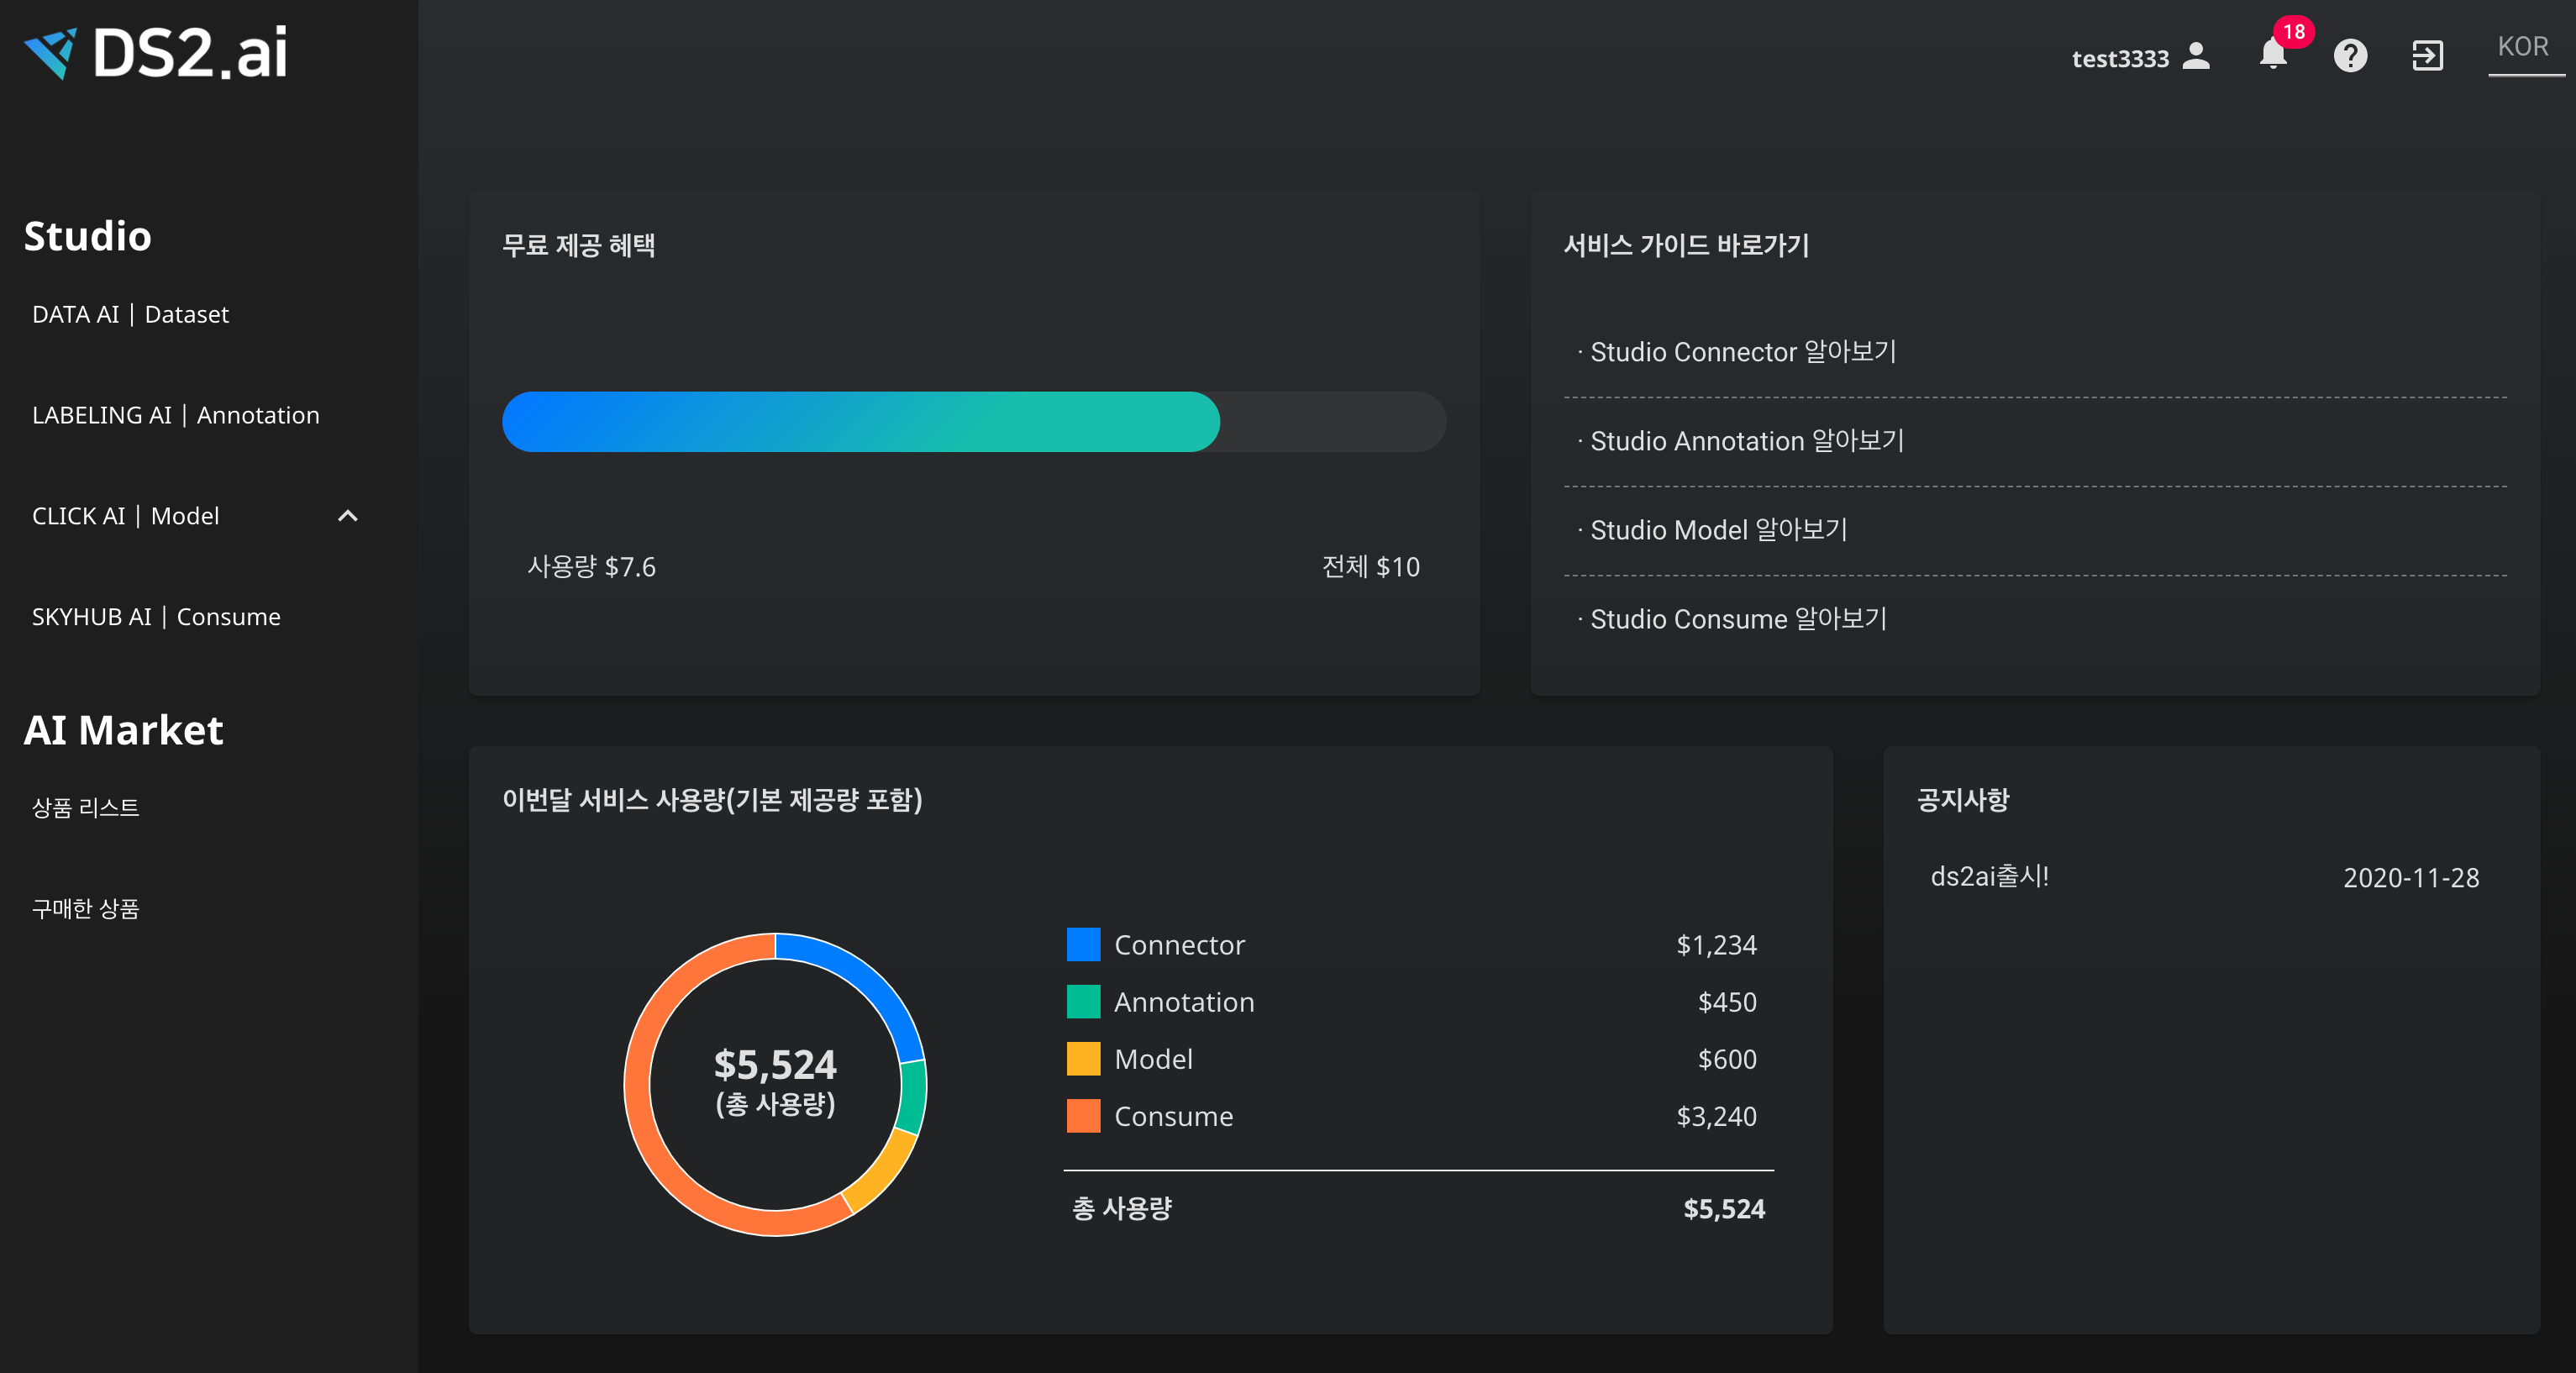 DS2.ai
test3333
18
KOR
Studio
DATA AI | Dataset
LABELING AI | Annotation
CLICK AI | Model
SKYHUB AI | Consume
AI Market
상품 리스트
구매한 상품
무료 제공 혜택
사용량 $7.6
전체 $10
서비스 가이드 바로가기
· Studio Connector 알아보기
· Studio Annotation 알아보기
· Studio Model 알아보기
· Studio Consume 알아보기
이번달 서비스 사용량(기본 제공량 포함)
$5,524
(총 사용량)
Connector $1,234
Annotation $450
Model $600
Consume $3,240
총 사용량 $5,524
공지사항
ds2ai출시! 2020-11-28